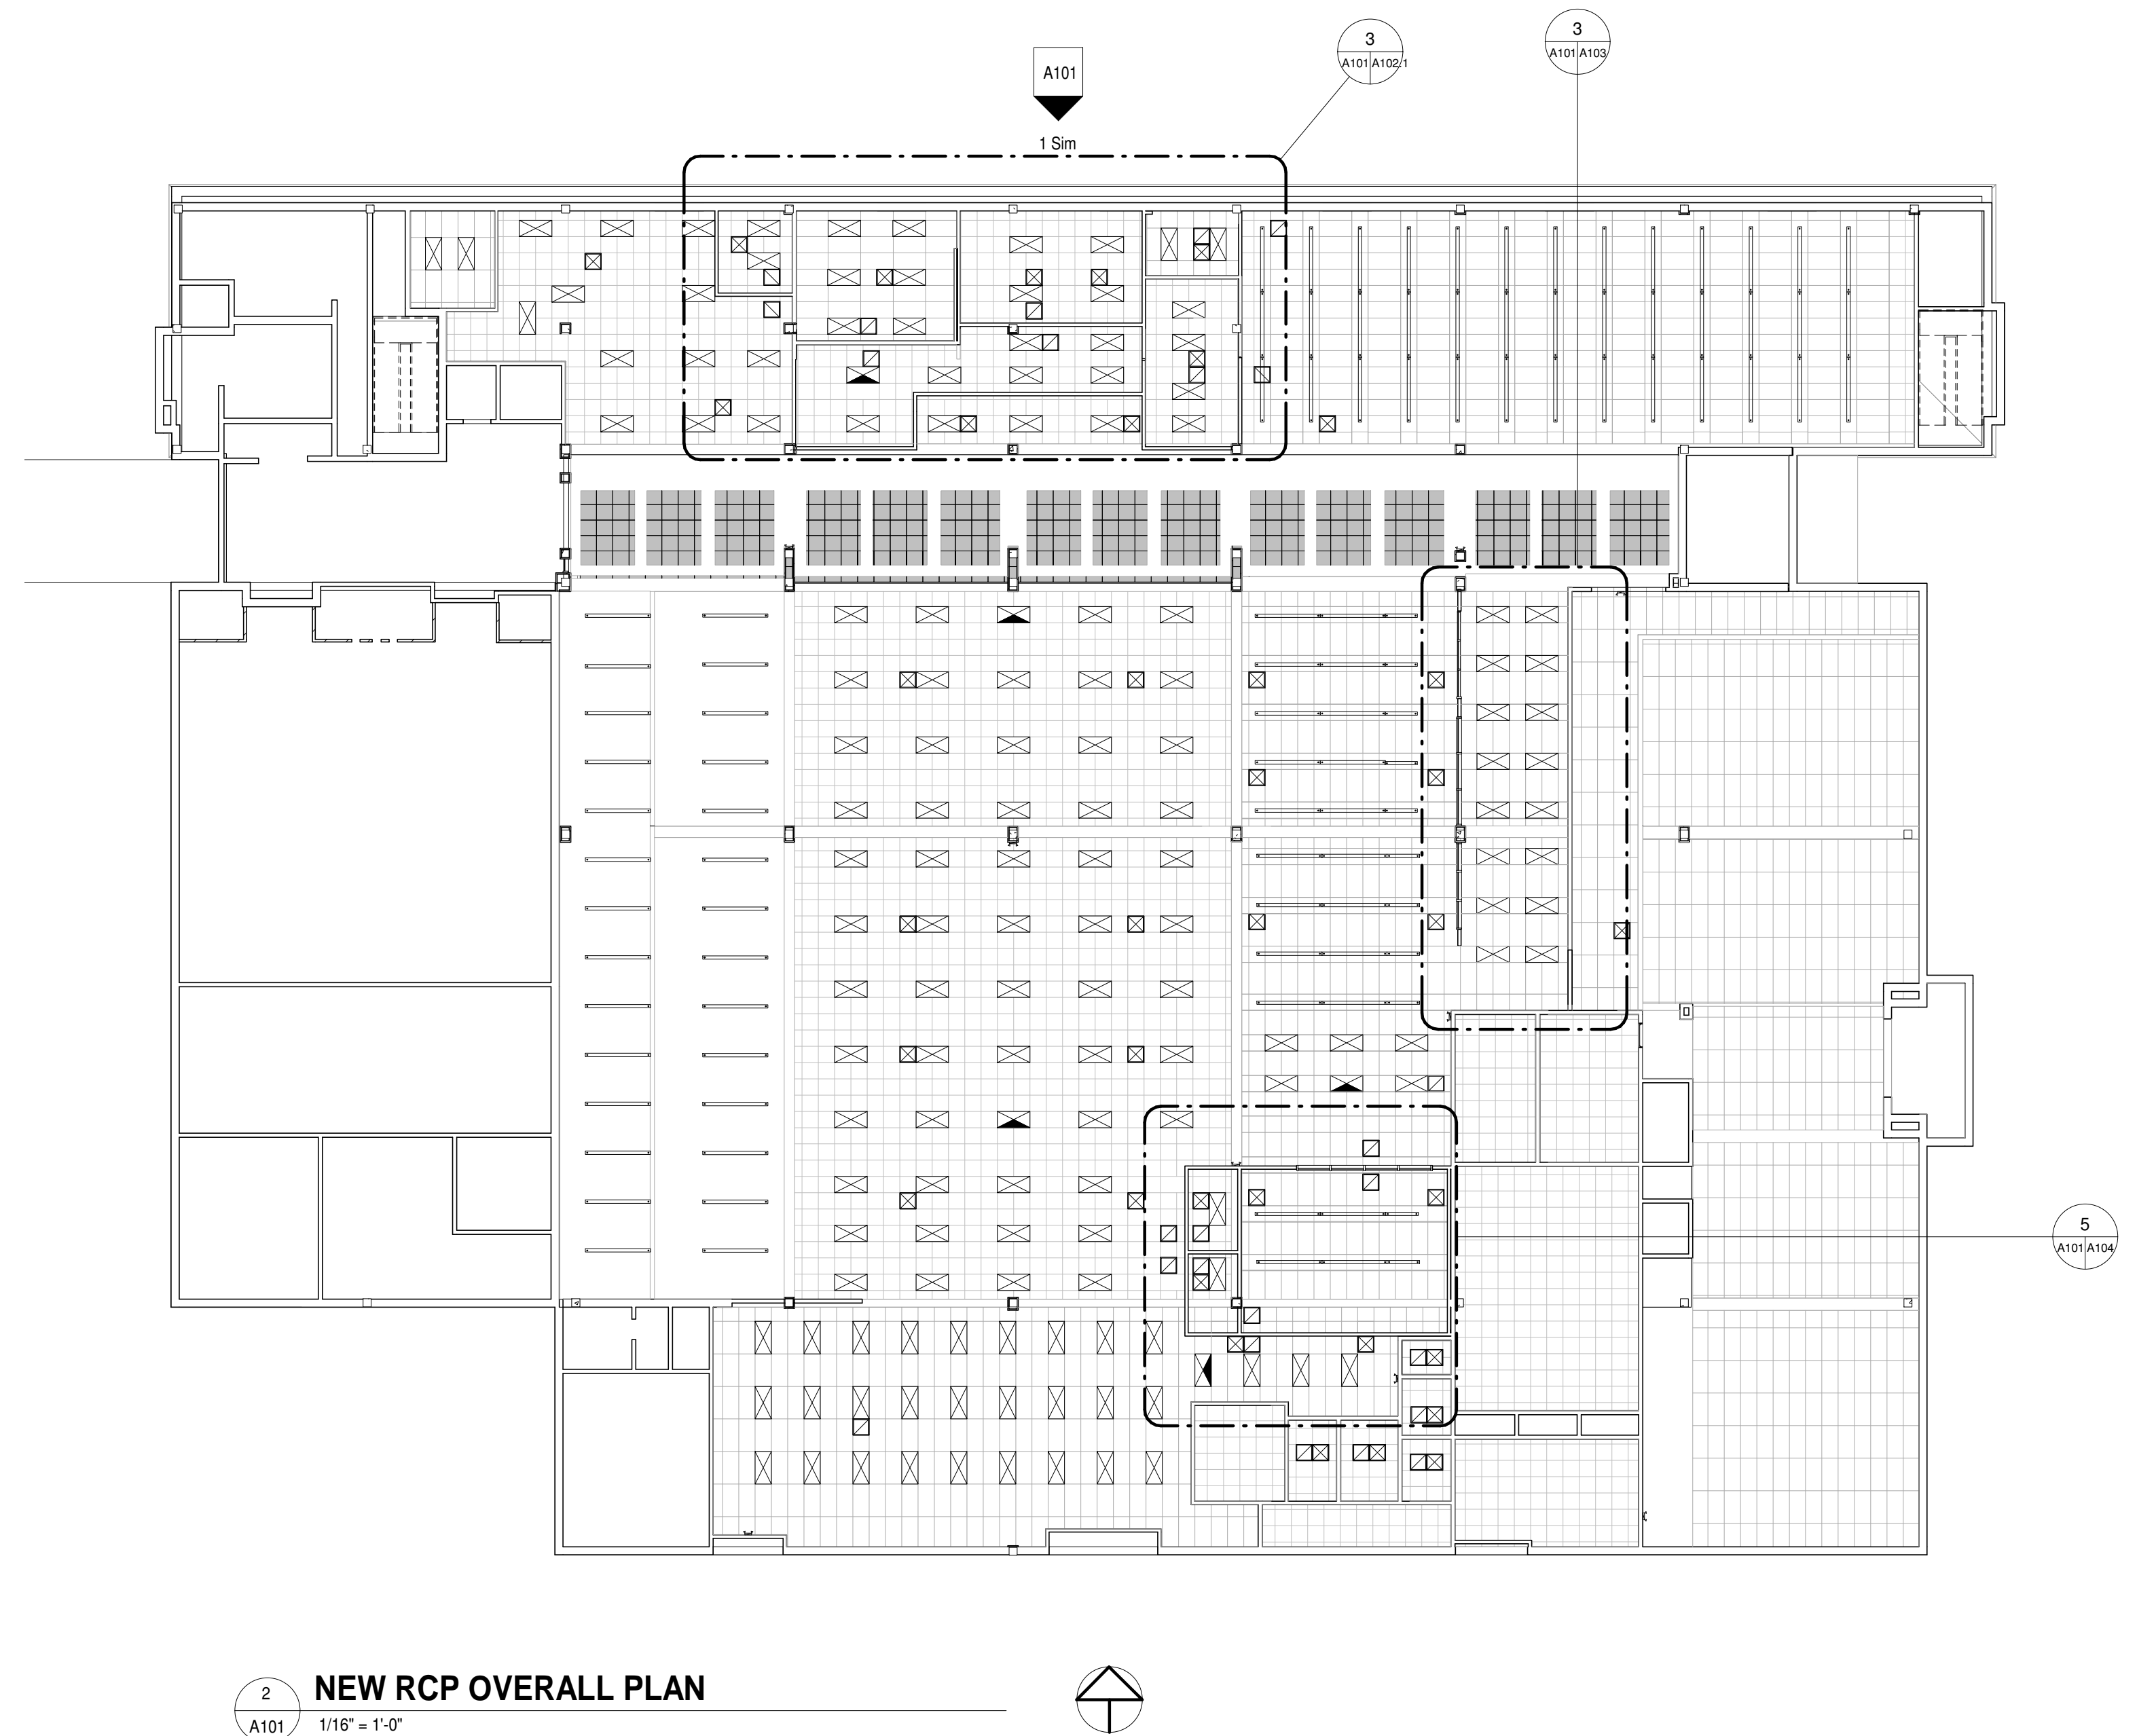 3
A101 A102.1
3
A101 A103
A101
1 Sim
5
A101 A104
2
A101
NEW RCP OVERALL PLAN
1/16" = 1'-0"